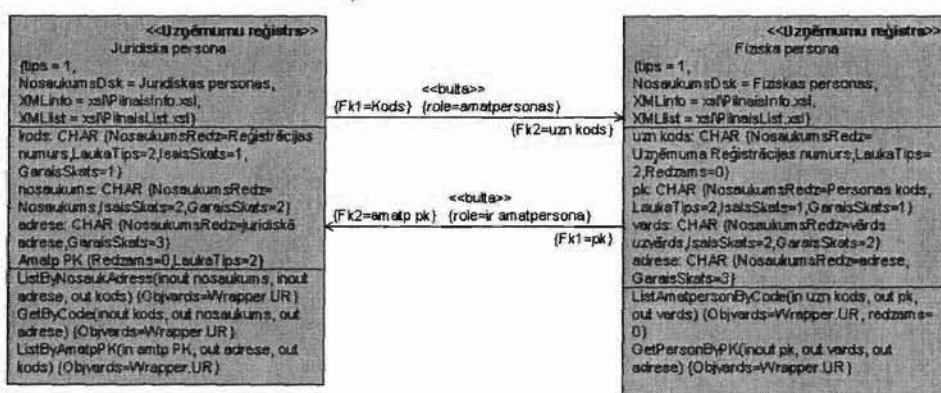 <<Uzņēmumu reģistrs>>
Juridiska persona
{tips = 1,
NosaukumsDsk = Juridiskas personas,
XMLinfo = xsl\PilnaisInfo.xsl,
XMLlist = xsl\PilnaisList.xsl}
kods: CHAR {NosaukumsRedz=Reģistrācijas
numurs,LaukaTips=2,IsaisSkats=1,
GaraisSkats=1}
nosaukums: CHAR {NosaukumsRedz=
Nosaukums,IsaisSkats=2,GaraisSkats=2}
adrese: CHAR {NosaukumsRedz=juridiskā
adrese,GaraisSkats=3}
Amatp PK {Redzams=0,LaukaTips=2}
ListByNosaukAdrese(inout nosaukums, inout
adrese, out kods) {Objvards=Wrapper.UR}
GetByCode(inout kods, out nosaukums, out
adrese) {Objvards=Wrapper.UR}
ListByAmatpPK(in amtp PK, out adrese, out
kods) {Objvards=Wrapper.UR}
<<bulta>>
{Fk1=Kods} {role=amatpersonas}
{Fk2=uzn kods}
<<bulta>>
{Fk2=amatp pk} {role=ir amatpersona}
{Fk1=pk}
<<Uzņēmumu reģistrs>>
Fiziska persona
{tips = 1,
NosaukumsDsk = Fiziskas personas,
XMLinfo = xsl\PilnaisInfo.xsl,
XMLlist = xsl\PilnaisList.xsl}
uzn kods: CHAR {NosaukumsRedz=
Uzņēmuma Reģistrācijas numurs,LaukaTips=
2,Redzams=0}
pk: CHAR {NosaukumsRedz=Personas kods,
LaukaTips=2,IsaisSkats=1,GaraisSkats=1}
vards: CHAR {NosaukumsRedz=vārds
uzvārds,IsaisSkats=2,GaraisSkats=2}
adrese: CHAR {NosaukumsRedz=adrese,
GaraisSkats=3}
ListAmatpersonByCode(in uzn kods, out pk,
out vards) {Objvards=Wrapper.UR, redzams=
0}
GetPersonByPK(inout pk, out vards, out
adrese) {Objvards=Wrapper.UR}